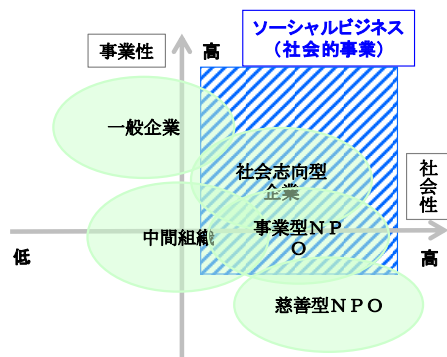 ソーシャルビジネス
（社会的事業）
事業性
高
一般企業
社会志向型
企業
社
会
性
中間組織
事業型ＮＰ
Ｏ
低
高
慈善型ＮＰＯ